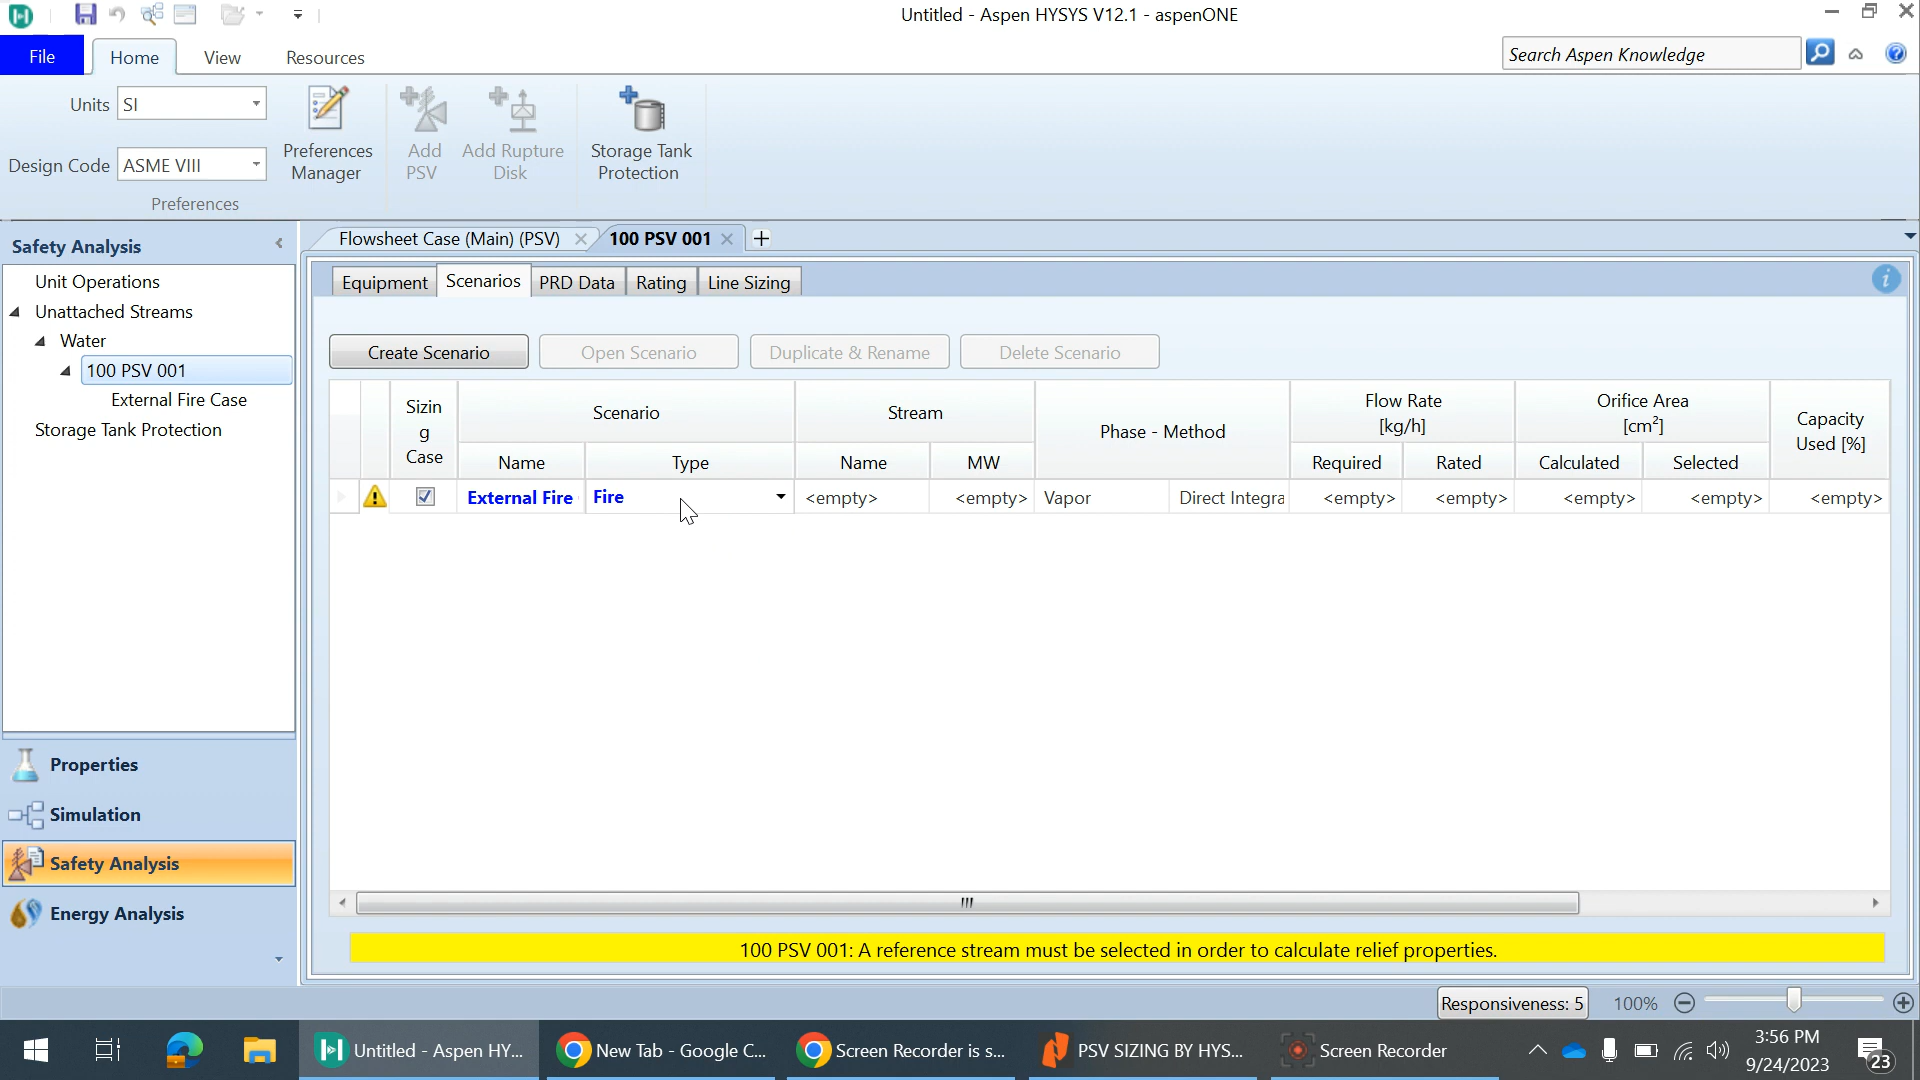 Untitled - Aspen HYSYS V12.1 - aspenONE
File
Home
View
Resources
Search Aspen Knowledge
Units
SI
Design Code
ASME VIII
Preferences
Manager
Add
PSV
Add Rupture
Disk
Storage Tank
Protection
Preferences
Safety Analysis
Unit Operations
Unattached Streams
Water
100 PSV 001
External Fire Case
Storage Tank Protection
Properties
Simulation
Safety Analysis
Energy Analysis
Flowsheet Case (Main) (PSV)
100 PSV 001
Equipment
Scenarios
PRD Data
Rating
Line Sizing
Create Scenario
Open Scenario
Duplicate & Rename
Delete Scenario
Sizin
g
Case
Scenario
Name
Type
Stream
Name
MW
Phase - Method
Flow Rate
[kg/h]
Required
Rated
Orifice Area
[cm²]
Calculated
Selected
Capacity
Used [%]
External Fire
Fire
<empty>
<empty>
Vapor
Direct Integra
<empty>
<empty>
<empty>
<empty>
<empty>
100 PSV 001: A reference stream must be selected in order to calculate relief properties.
Responsiveness: 5
100%
Untitled - Aspen HY...
New Tab - Google C...
Screen Recorder is s...
PSV SIZING BY HYS...
Screen Recorder
3:56 PM
9/24/2023
23